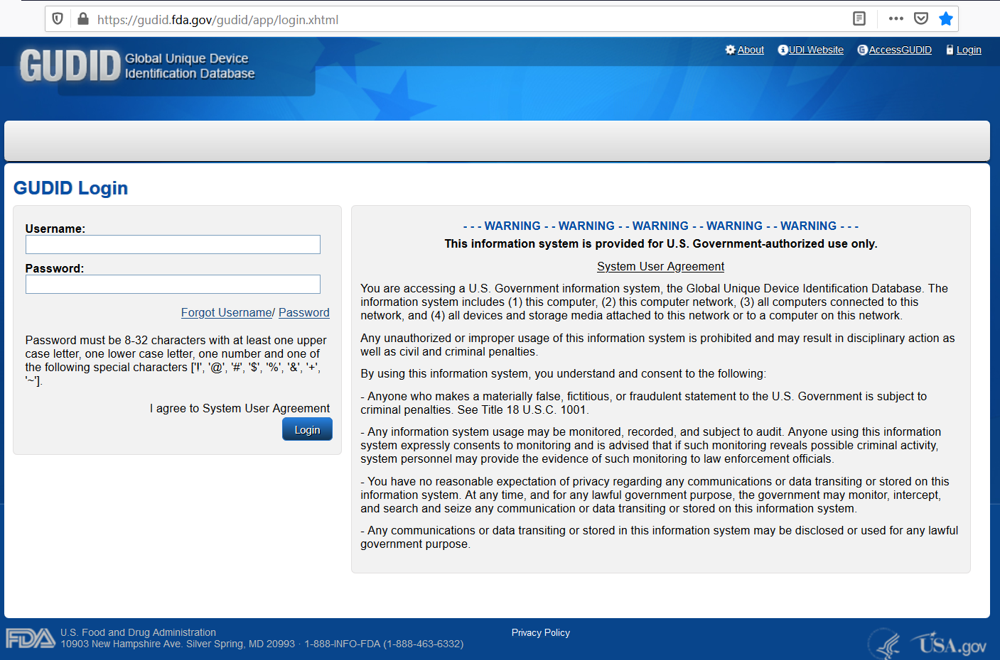 https://gudid.fda.gov/gudid/app/login.xhtml
GUDID Global Unique Device
Identification Database
About UDI Website AccessGUDID Login
GUDID Login
Username:
Password:
Forgot Username/ Password
Password must be 8-32 characters with at least one upper
case letter, one lower case letter, one number and one of
the following special characters ['!', '@', '#', '$', '%', '&', '+',
'~'].
I agree to System User Agreement
Login
- - - WARNING - - WARNING - - WARNING - - WARNING - - WARNING - - -
This information system is provided for U.S. Government-authorized use only.
System User Agreement
You are accessing a U.S. Government information system, the Global Unique Device Identification Database. The
information system includes (1) this computer, (2) this computer network, (3) all computers connected to this
network, and (4) all devices and storage media attached to this network or to a computer on this network.
Any unauthorized or improper usage of this information system is prohibited and may result in disciplinary action as
well as civil and criminal penalties.
By using this information system, you understand and consent to the following:
- Anyone who makes a materially false, fictitious, or fraudulent statement to the U.S. Government is subject to
criminal penalties. See Title 18 U.S.C. 1001.
- Any information system usage may be monitored, recorded, and subject to audit. Anyone using this information
system expressly consents to monitoring and is advised that if such monitoring reveals possible criminal activity,
system personnel may provide the evidence of such monitoring to law enforcement officials.
- You have no reasonable expectation of privacy regarding any communications or data transiting or stored on this
information system. At any time, and for any lawful government purpose, the government may monitor, intercept,
and search and seize any communication or data transiting or stored on this information system.
- Any communications or data transiting or stored in this information system may be disclosed or used for any lawful
government purpose.
FDA U.S. Food and Drug Administration
10903 New Hampshire Ave. Silver Spring, MD 20993 · 1-888-INFO-FDA (1-888-463-6332)
Privacy Policy
USA.gov